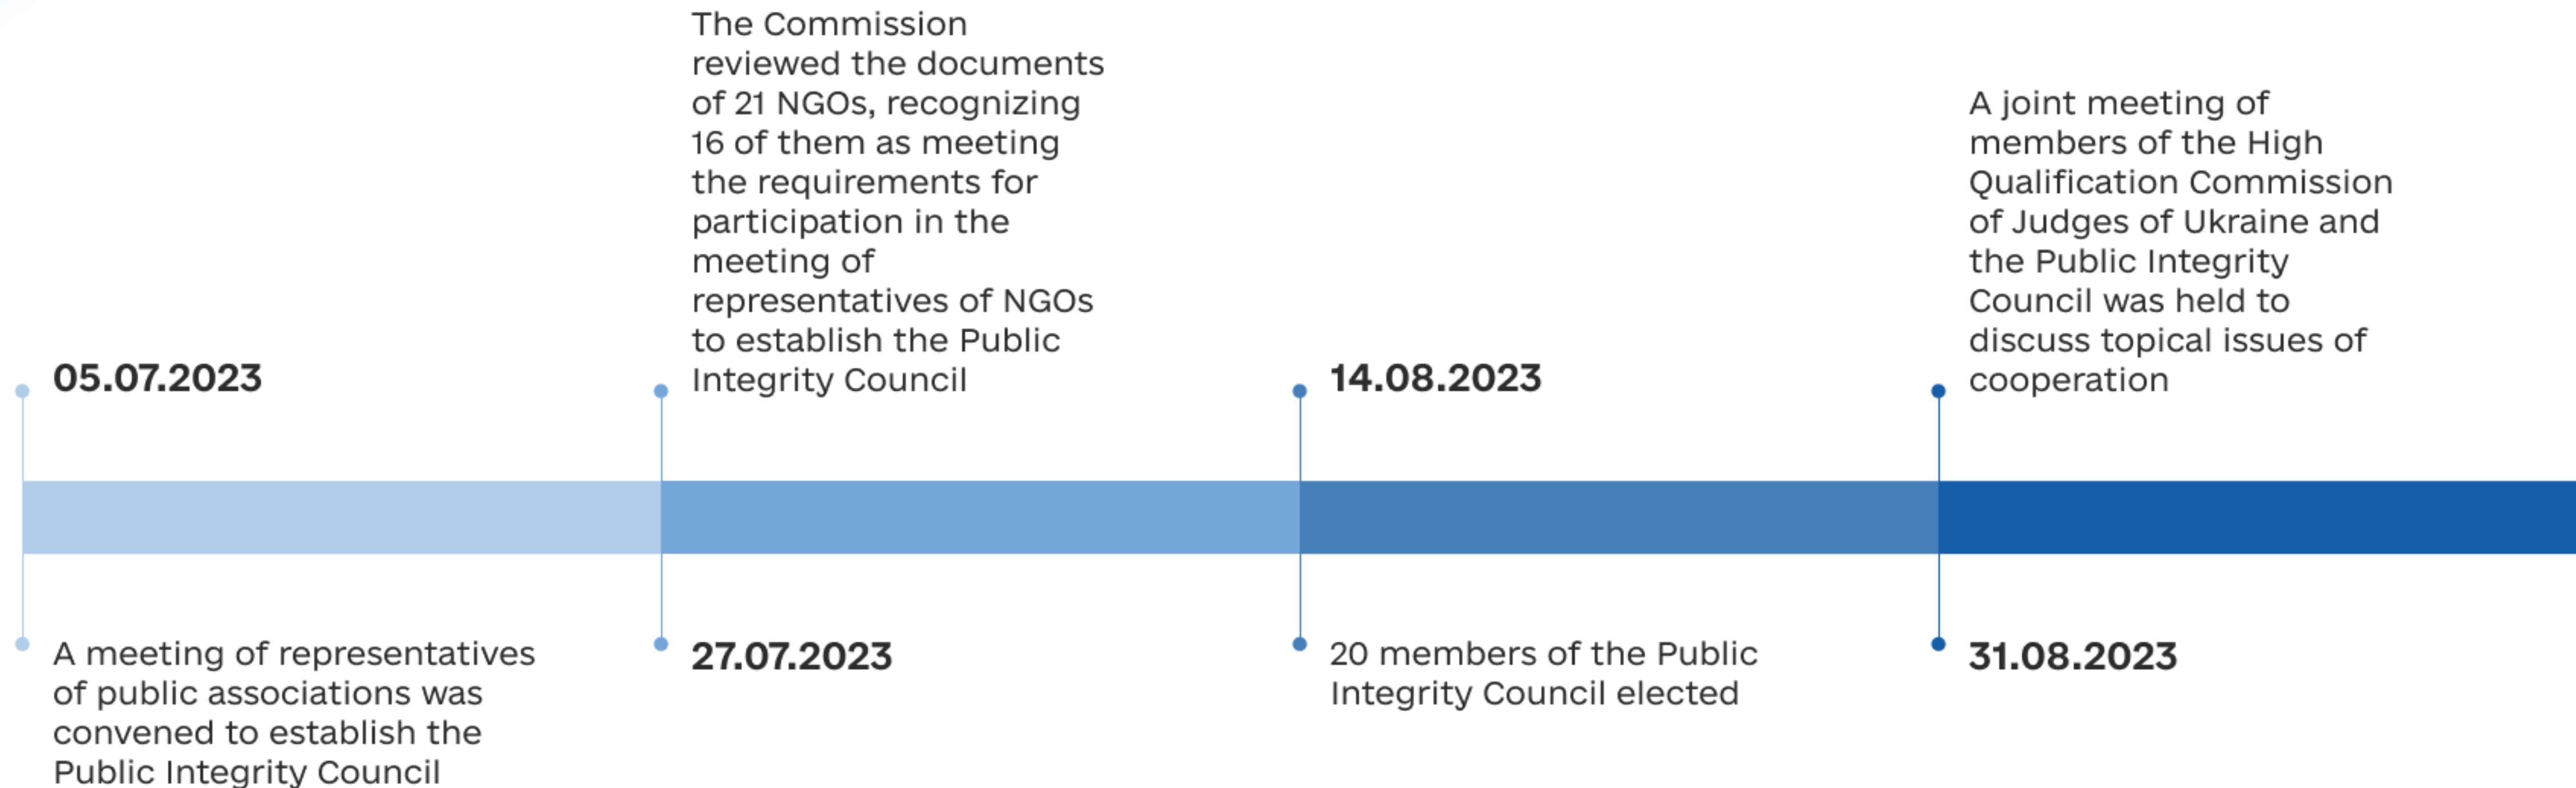 05.07.2023
A meeting of representatives
of public associations was
convened to establish the
Public Integrity Council
The Commission
reviewed the documents
of 21 NGOs, recognizing
16 of them as meeting
the requirements for
participation in the
meeting of
representatives of NGOs
to establish the Public
Integrity Council
27.07.2023
14.08.2023
20 members of the Public
Integrity Council elected
A joint meeting of
members of the High
Qualification Commission
of Judges of Ukraine and
the Public Integrity
Council was held to
discuss topical issues of
cooperation
31.08.2023